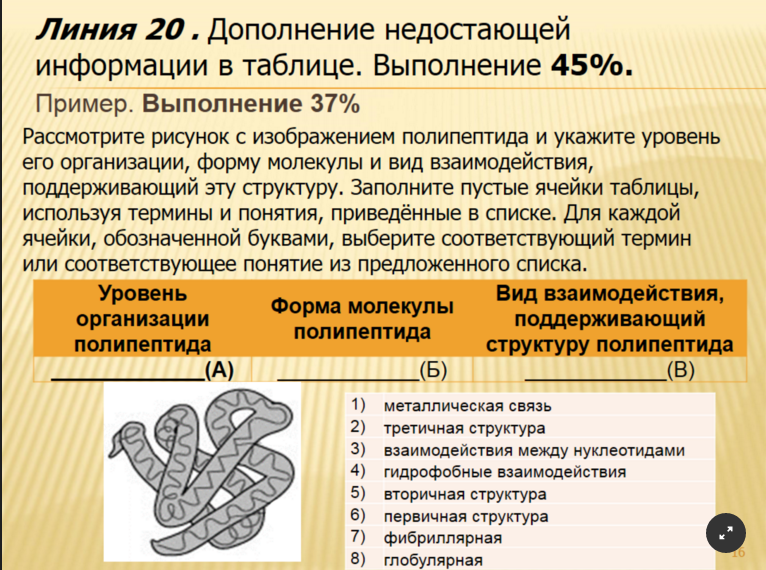 Линия 20 . Дополнение недостающей
информации в таблице. Выполнение 45%.
Пример. Выполнение 37%
Рассмотрите рисунок с изображением полипептида и укажите уровень
его организации, форму молекулы и вид взаимодействия,
поддерживающий эту структуру. Заполните пустые ячейки таблицы,
используя термины и понятия, приведённые в списке. Для каждой
ячейки, обозначенной буквами, выберите соответствующий термин
или соответствующее понятие из предложенного списка.
Уровень
организации
полипептида
Форма молекулы
полипептида
Вид взаимодействия,
поддерживающий
структуру полипептида
____________(А)
____________(Б)
____________(В)
1) металлическая связь
2) третичная структура
3) взаимодействия между нуклеотидами
4) гидрофобные взаимодействия
5) вторичная структура
6) первичная структура
7) фибриллярная
8) глобулярная
16